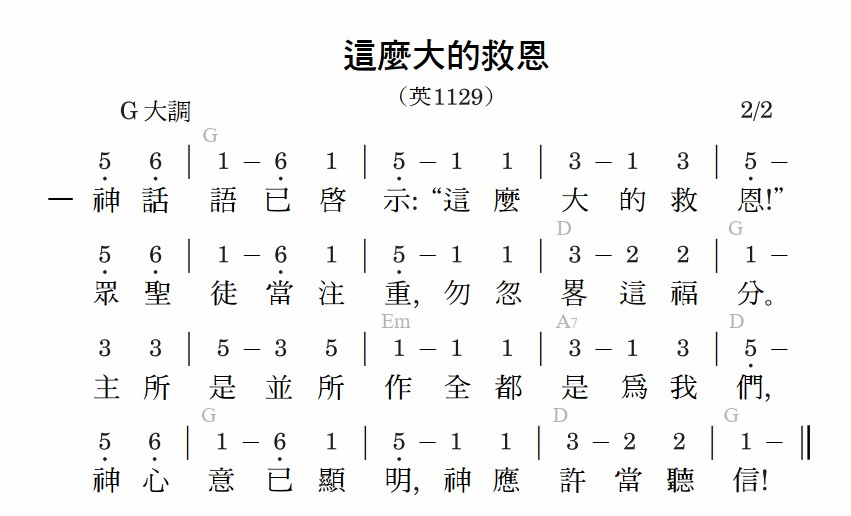 這麼大的救恩
（英1129）
G 大調 2/2
G
5̣ 6̣ | 1 – 6̣ 1 | 5̣ – 1 1 | 3 – 1 3 | 5̣ –
一 神 話 語 已 啓 示: “這 麼 大 的 救 恩!”
D G
5̣ 6̣ | 1 – 6̣ 1 | 5̣ – 1 1 | 3 – 2 2 | 1 –
眾 聖 徒 當 注 重, 勿 忽 畧 這 福 分。
Em A7 D
3 3 | 5 – 3 5 | 1 – 1 1 | 3 – 1 3 | 5̣ –
主 所 是 並 所 作 全 都 是 爲 我 們,
G D G
5̣ 6̣ | 1 – 6̣ 1 | 5̣ – 1 1 | 3 – 2 2 | 1 – ‖
神 心 意 已 顯 明, 神 應 許 當 聽 信!